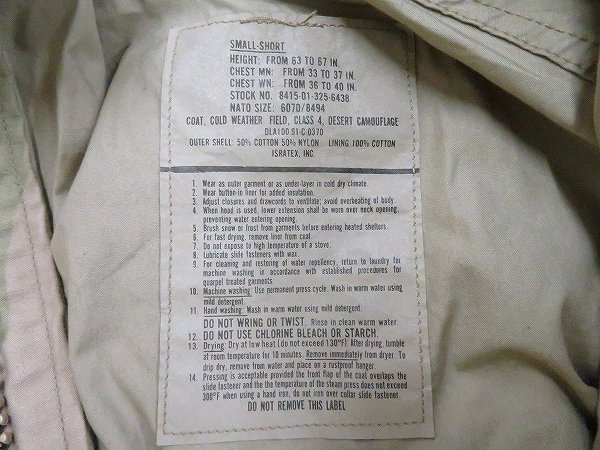 SMALL-SHORT
HEIGHT: FROM 63 TO 67 IN.
CHEST MN: FROM 33 TO 37 IN.
CHEST WN: FROM 36 TO 40 IN.
STOCK NO. 8415-01-325-6438
NATO SIZE: 6070/8494
COAT, COLD WEATHER FIELD, CLASS 4, DESERT CAMOUFLAGE
DLA100-91-C-0370
OUTER SHELL: 50% COTTON 50% NYLON LINING 100% COTTON
ISRATEX, INC.
1. Wear as outer garment or as under-layer in cold dry climate.
2. Wear button-in liner for added insulation.
3. Adjust closures and drawcords to ventilate, avoid overheating of body.
4. When hood is used, lower extension shall be worn over neck opening,
preventing water entering opening.
5. Brush snow or frost from garments before entering heated shelters.
6. For fast drying, remove liner from coat.
7. Do not expose to high temperature of a stove.
8. Lubricate slide fasteners with wax.
9. For cleaning and restoring of water repellency, return to laundry for
machine washing in accordance with established procedures for
quarpel treated garments
10. Machine washing: Use permanent press cycle. Wash in warm water using
mild detergent.
11. Hand washing: Wash in warm water using mild detergent.
DO NOT WRING OR TWIST. Rinse in clean warm water.
12. DO NOT USE CHLORINE BLEACH OR STARCH.
13. Drying: Dry at low heat (do not exceed 130°F) After drying, tumble
at room temperature for 10 minutes. Remove immediately from dryer. To
drip dry, remove from water and place on a rustproof hanger.
14. Pressing is acceptable provided the front flap of the coat overlaps the
slide fastener and the the temperature of the steam press does not exceed
300°F when using a hand iron, do not iron over collar slide fastener.
DO NOT REMOVE THIS LABEL